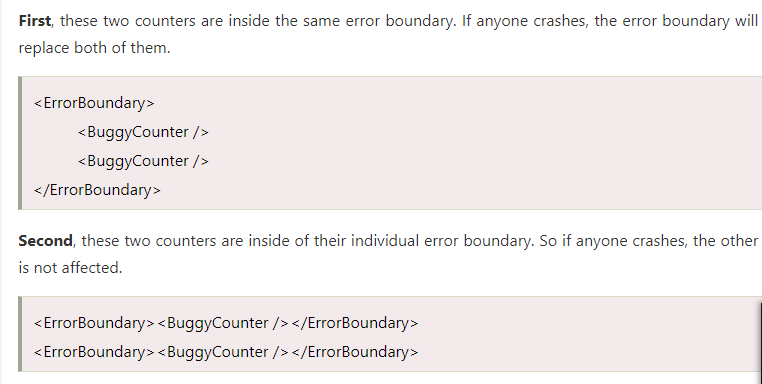 First, these two counters are inside the same error boundary. If anyone crashes, the error boundary will
replace both of them.
<ErrorBoundary>
<BuggyCounter />
<BuggyCounter />
</ErrorBoundary>
Second, these two counters are inside of their individual error boundary. So if anyone crashes, the other
is not affected.
<ErrorBoundary><BuggyCounter /></ErrorBoundary>
<ErrorBoundary><BuggyCounter /></ErrorBoundary>